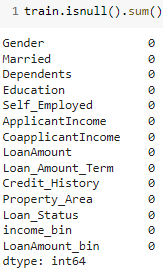 1 train.isnull().sum()
Gender 0
Married 0
Dependents 0
Education 0
Self_Employed 0
ApplicantIncome 0
CoapplicantIncome 0
LoanAmount 0
Loan_Amount_Term 0
Credit_History 0
Property_Area 0
Loan_Status 0
income_bin 0
LoanAmount_bin 0
dtype: int64